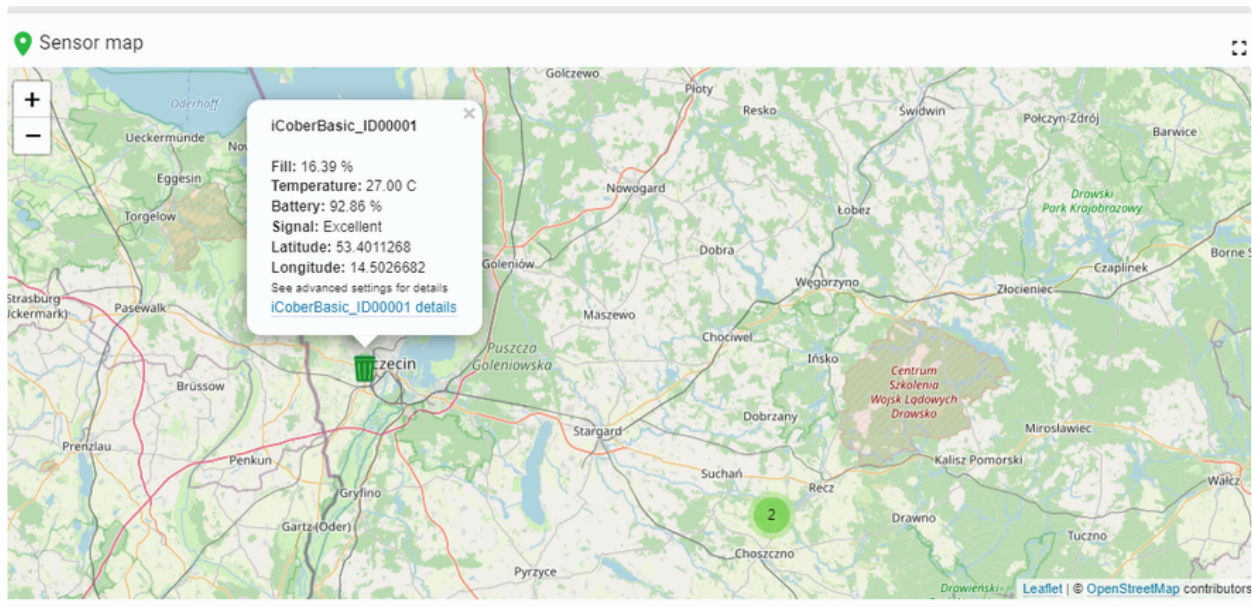 Sensor map
+
−
iCoberBasic_ID00001
×
Fill: 16.39 %
Temperature: 27.00 C
Battery: 92.86 %
Signal: Excellent
Latitude: 53.4011268
Longitude: 14.5026682
See advanced settings for details
iCoberBasic_ID00001 details
Oderhoff
Golczewo
Płoty
Resko
Świdwin
Połczyn-Zdrój
Barwice
Ueckermünde
Eggesin
Nowogard
Drawski
Park Krajobrazowy
Torgelow
Łobez
Dobra
Borne S
Goleniów
Czaplinek
Węgorzyno
Złocieniec
Strasburg
Uckermark)
Pasewalk
Maszewo
Chociwel
Puszcza
Goleniowska
Ińsko
czecin
Centrum
Szkolenia
Wojsk Lądowych
Drawsko
Brüssow
Dobrzany
Stargard
Mirosławiec
Prenzlau
Penkun
Kalisz Pomorski
Suchań
Recz
Wałcz
Gryfino
2
Drawno
Gartz (Oder)
Tuczno
Choszczno
Pyrzyce
Drawieński
Leaflet | © OpenStreetMap contributors